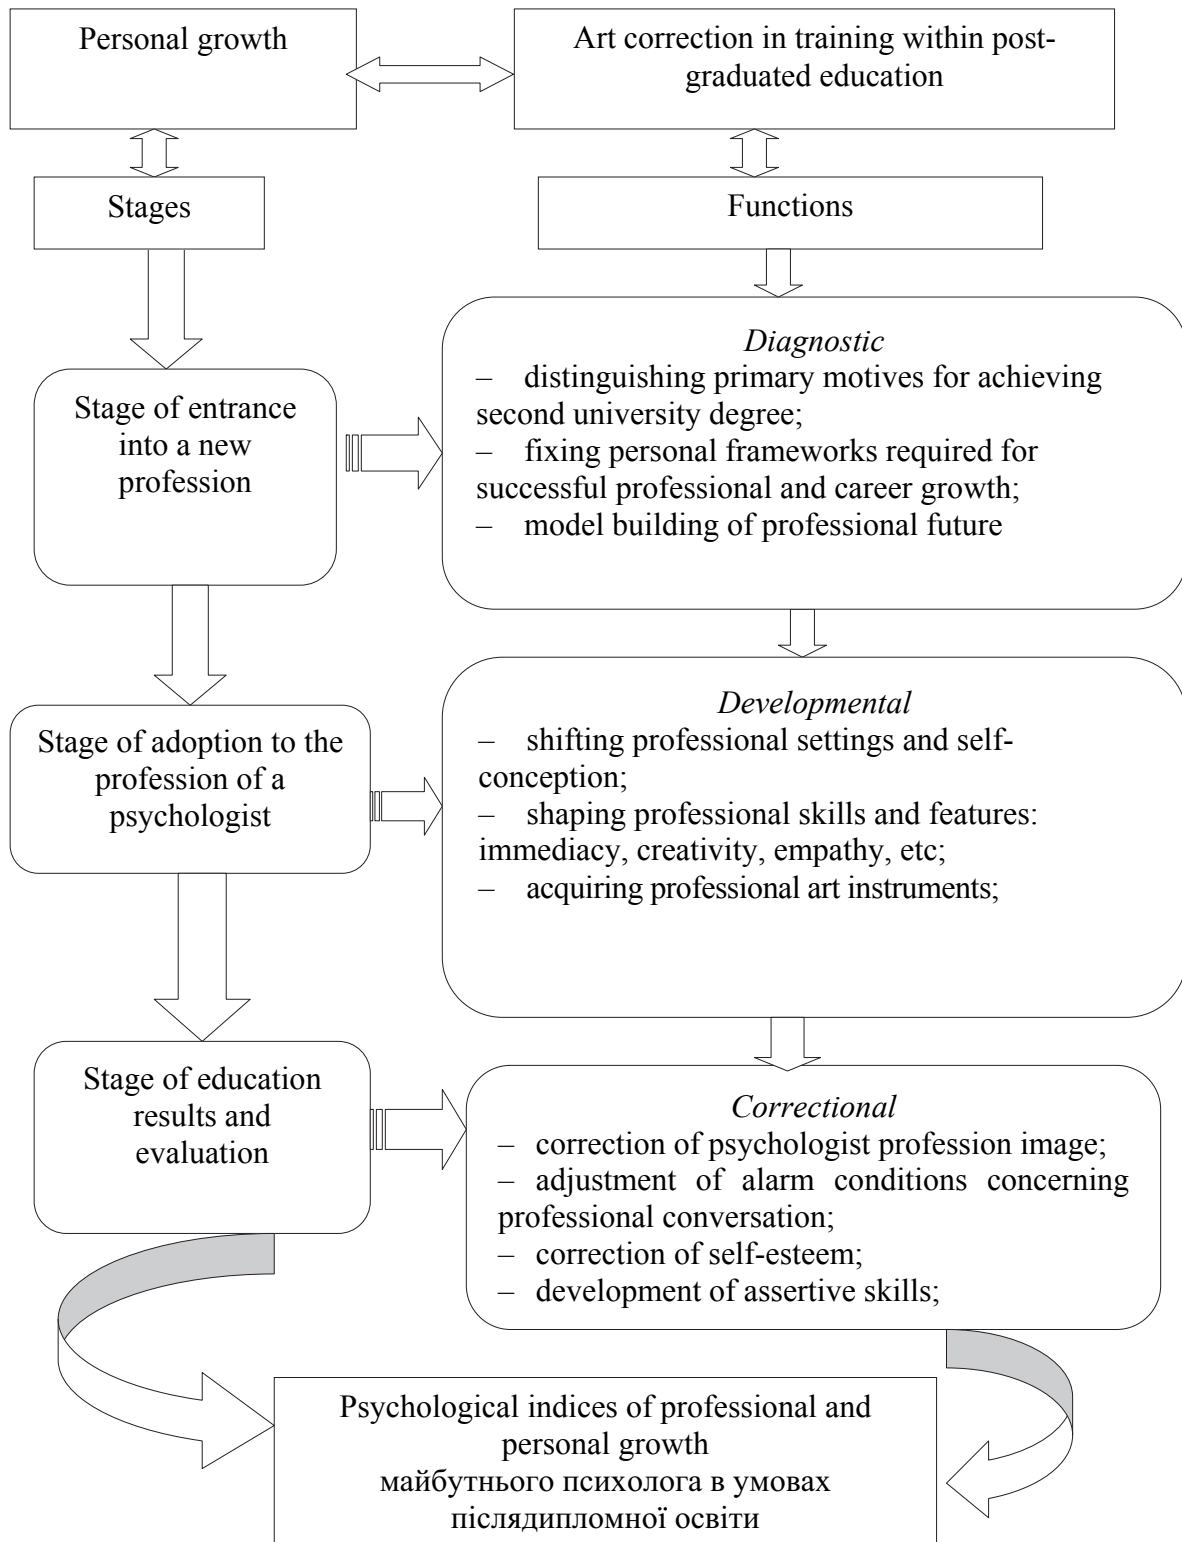 Personal growth
Art correction in training within post-
graduated education
Stages
Functions
Stage of entrance
into a new
profession
Diagnostic
– distinguishing primary motives for achieving
second university degree;
– fixing personal frameworks required for
successful professional and career growth;
– model building of professional future
Stage of adoption to the
profession of a
psychologist
Developmental
– shifting professional settings and self-
conception;
– shaping professional skills and features:
immediacy, creativity, empathy, etc;
– acquiring professional art instruments;
Stage of education
results and
evaluation
Correctional
– correction of psychologist profession image;
– adjustment of alarm conditions concerning
professional conversation;
– correction of self-esteem;
– development of assertive skills;
Psychological indices of professional and
personal growth
майбутнього психолога в умовах
післядипломної освіти